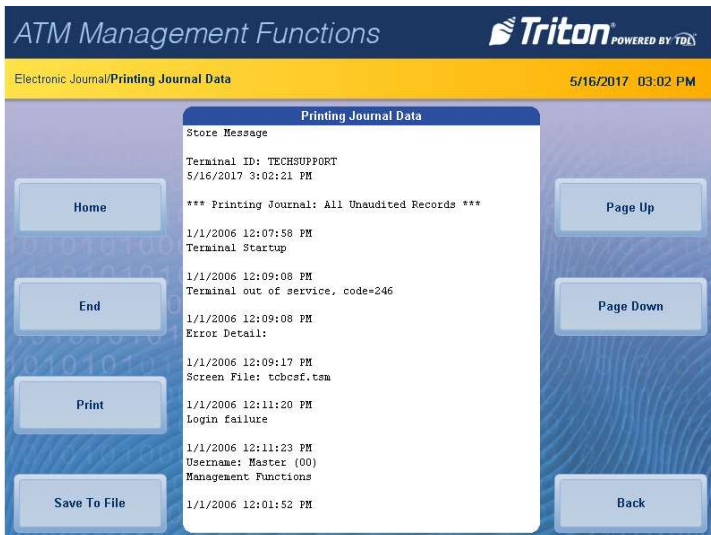 ATM Management Functions
Triton POWERED BY TDL
Electronic Journal/Printing Journal Data
5/16/2017 03:02 PM
Printing Journal Data
Store Message
Terminal ID: TECHSUPPORT
5/16/2017 3:02:21 PM
*** Printing Journal: All Unaudited Records ***
1/1/2006 12:07:58 PM
Terminal Startup
1/1/2006 12:09:08 PM
Terminal out of service, code=246
1/1/2006 12:09:08 PM
Error Detail:
1/1/2006 12:09:17 PM
Screen File: tcbcsf.tsm
1/1/2006 12:11:20 PM
Login failure
1/1/2006 12:11:23 PM
Username: Master (00)
Management Functions
1/1/2006 12:01:52 PM
Home
End
Print
Save To File
Page Up
Page Down
Back